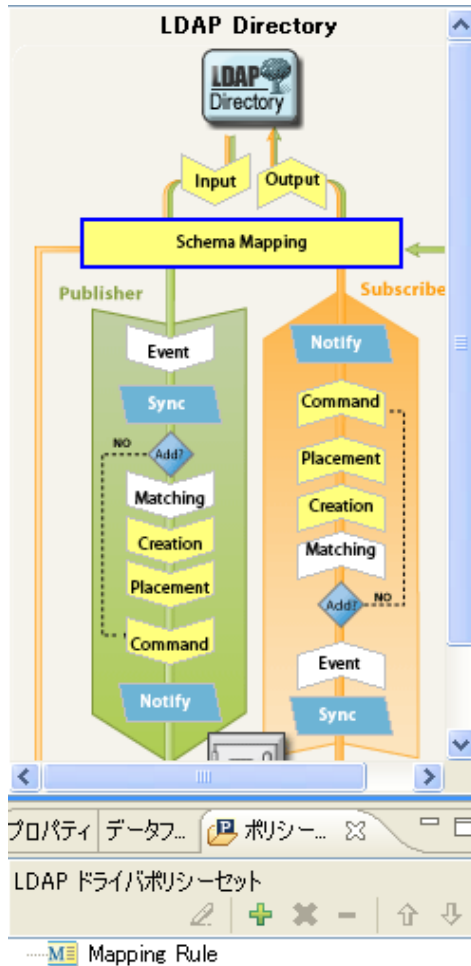 LDAP Directory
LDAP
Directory
Input
Output
Schema Mapping
Publisher
Event
Sync
NO
Add?
Matching
Creation
Placement
Command
Notify
Subscribe
Notify
Command
Placement
Creation
Matching
Add?
NO
Event
Sync
プロパティ
データフ...
ポリシー...
LDAP ドライバポリシーセット
Mapping Rule